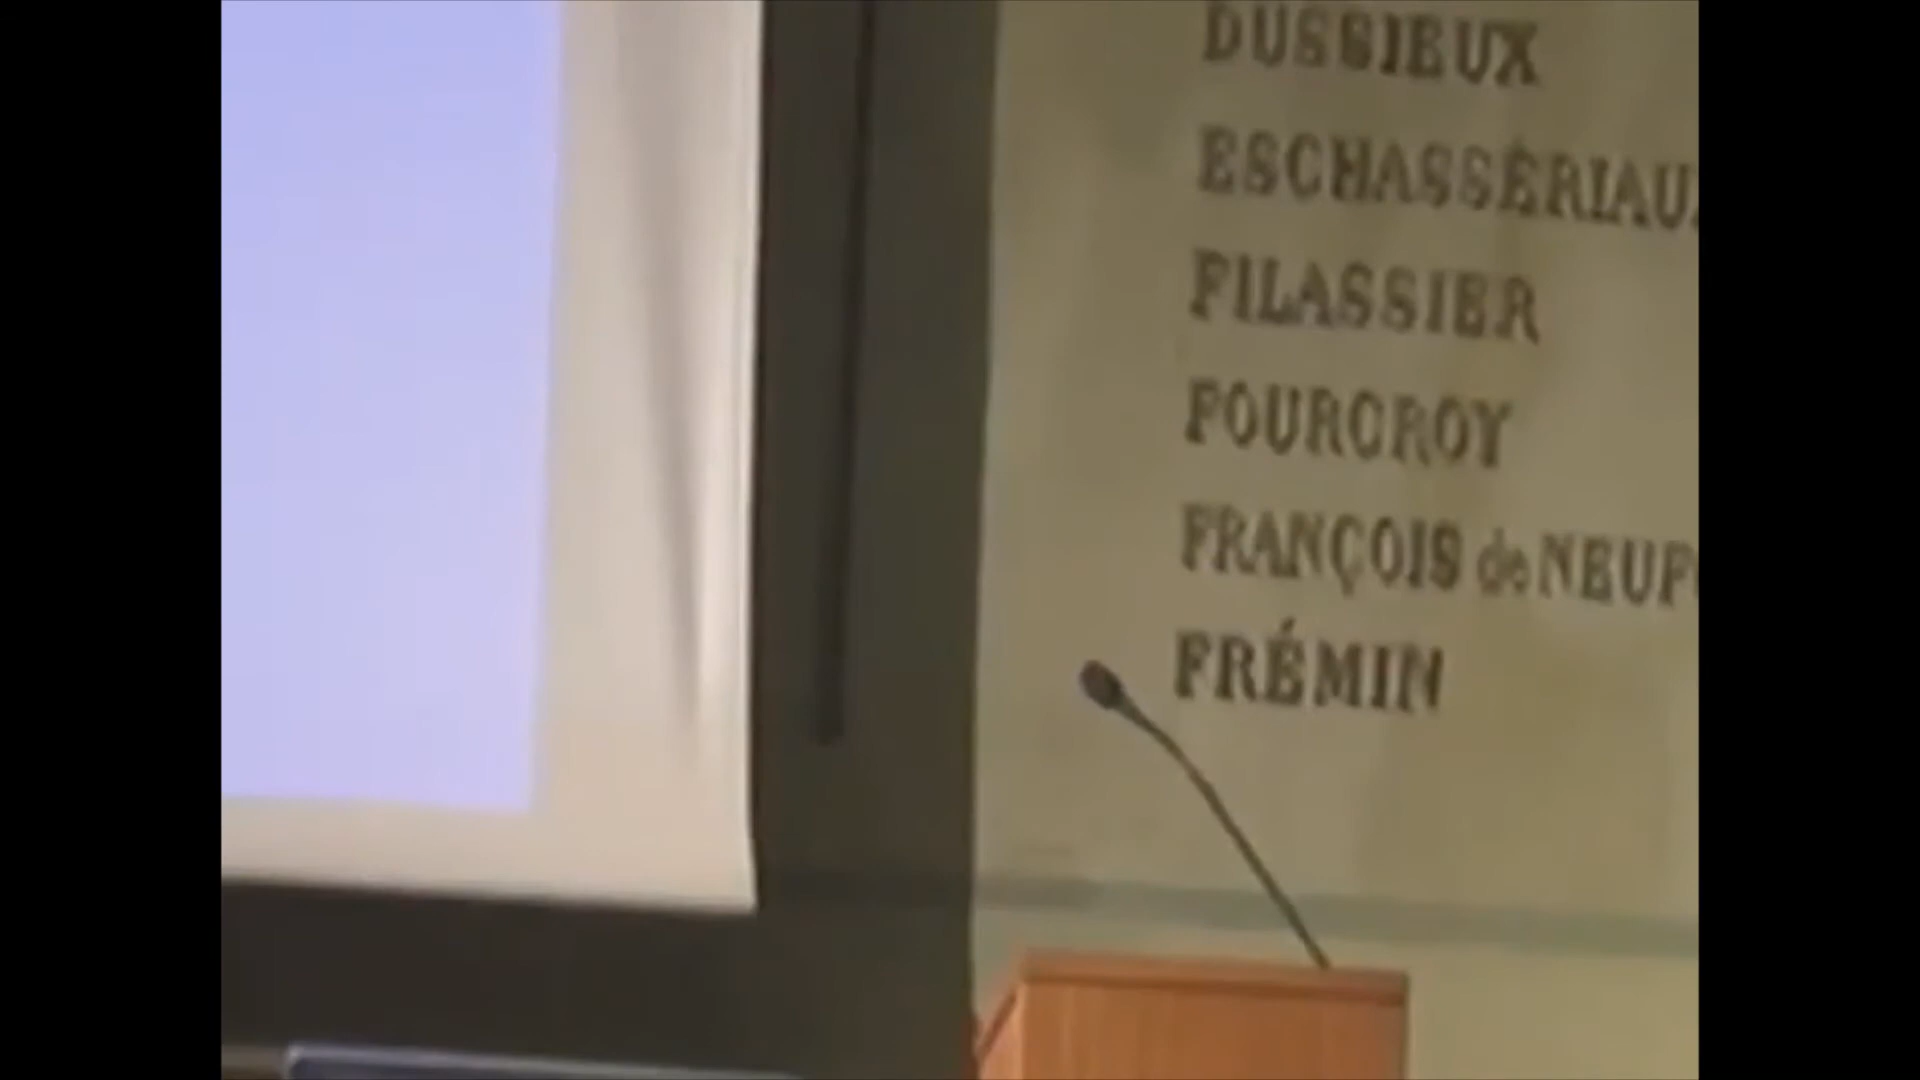 DUSSIEUX
ESCHASSÉRIAU
FILASSIER
FOURCROY
FRANÇOIS de NEUF
FRÉMIN